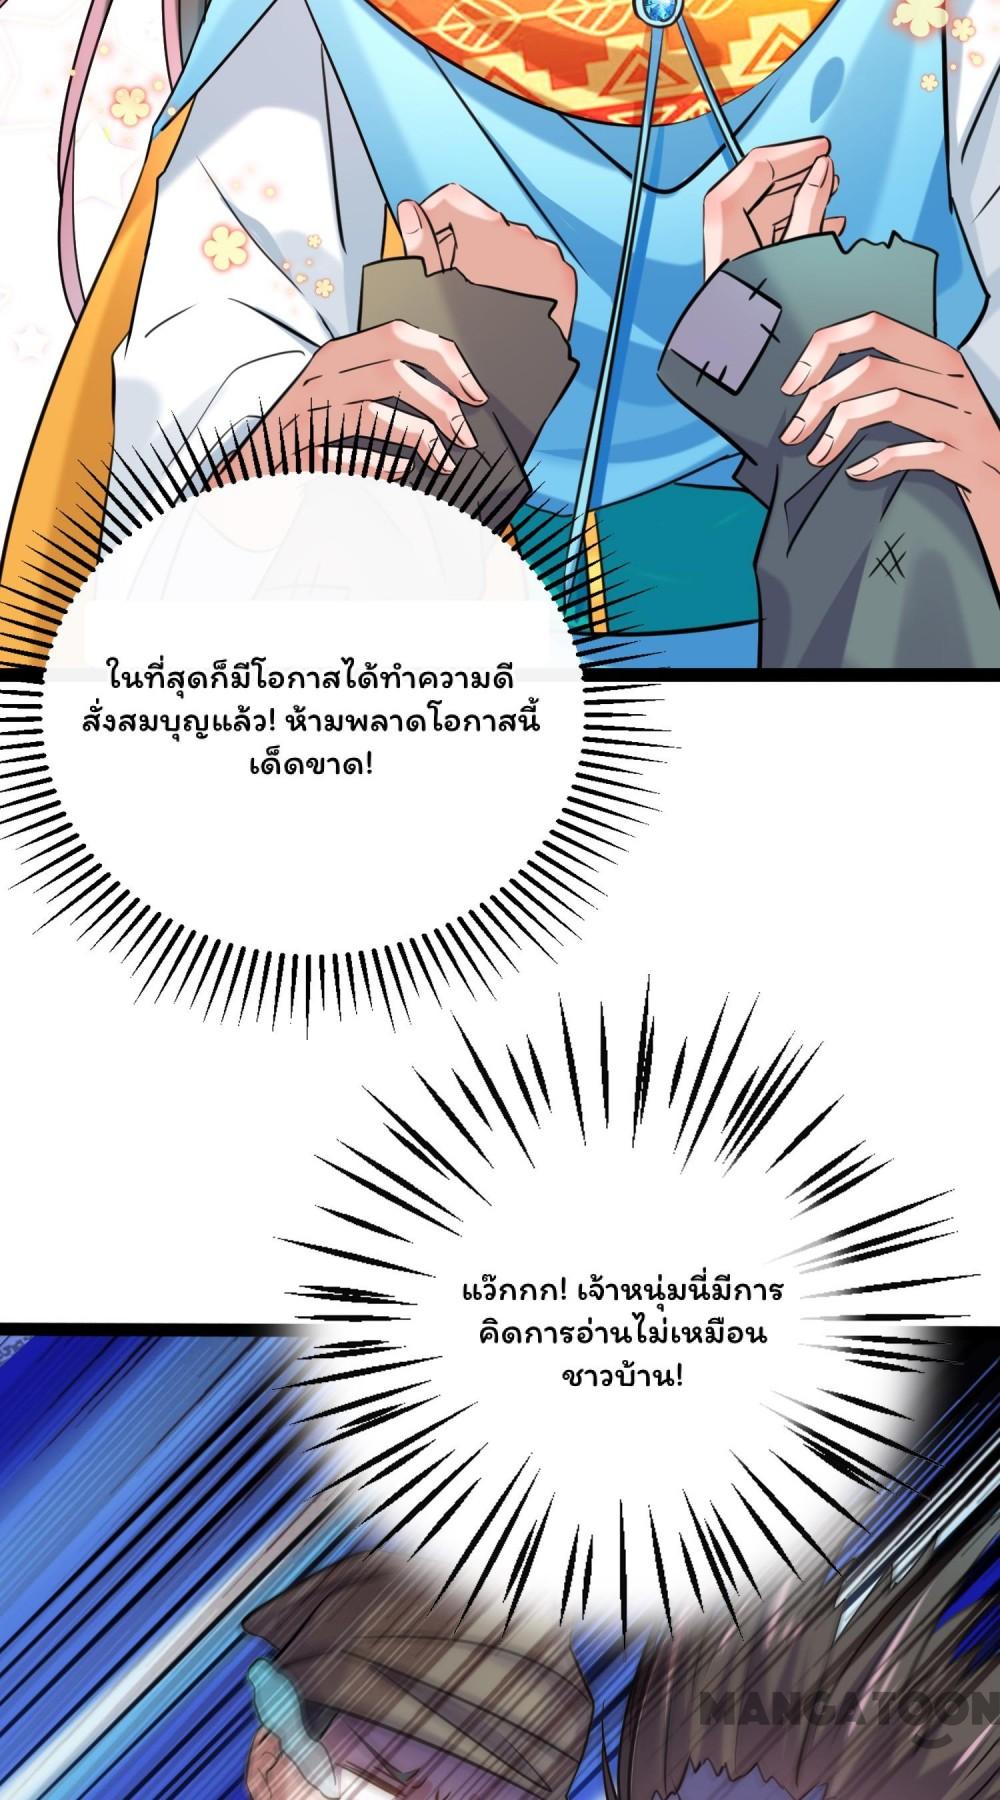 ในที่สุดก็มีโอกาสได้ทำความดี
สั่งสมบุญแล้ว! ห้ามพลาดโอกาสนี้
เด็ดขาด!
แว๊กกก! เจ้าหนุ่มนี่มีการ
คิดการอ่านไม่เหมือน
ชาวบ้าน!
MANGATOON